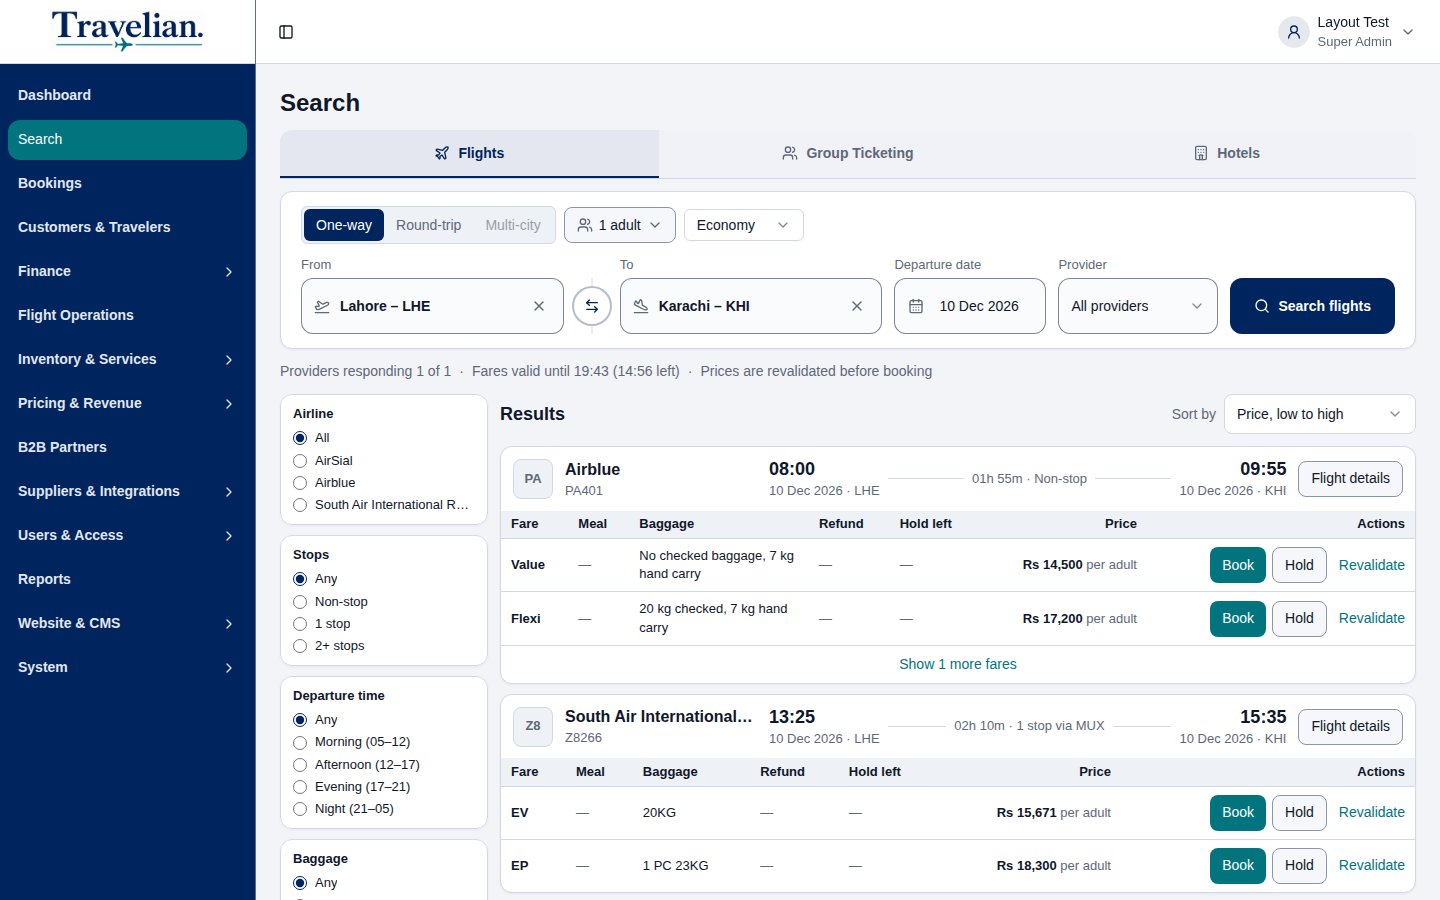 Travelian.
Layout Test
Super Admin
Dashboard
Search
Bookings
Customers & Travelers
Finance
Flight Operations
Inventory & Services
Pricing & Revenue
B2B Partners
Suppliers & Integrations
Users & Access
Reports
Website & CMS
System
Search
Flights
Group Ticketing
Hotels
One-way Round-trip Multi-city 1 adult Economy
From To Departure date Provider
Lahore – LHE Karachi – KHI 10 Dec 2026 All providers Search flights
Providers responding 1 of 1 · Fares valid until 19:43 (14:56 left) · Prices are revalidated before booking
Airline
All
AirSial
Airblue
South Air International R…
Stops
Any
Non-stop
1 stop
2+ stops
Departure time
Any
Morning (05–12)
Afternoon (12–17)
Evening (17–21)
Night (21–05)
Baggage
Any
Results Sort by Price, low to high
PA Airblue 08:00 01h 55m · Non-stop 09:55 Flight details
PA401 10 Dec 2026 · LHE 10 Dec 2026 · KHI
Fare Meal Baggage Refund Hold left Price Actions
Value — No checked baggage, 7 kg hand carry — — Rs 14,500 per adult Book Hold Revalidate
Flexi — 20 kg checked, 7 kg hand carry — — Rs 17,200 per adult Book Hold Revalidate
Show 1 more fares
Z8 South Air International… 13:25 02h 10m · 1 stop via MUX 15:35 Flight details
Z8266 10 Dec 2026 · LHE 10 Dec 2026 · KHI
Fare Meal Baggage Refund Hold left Price Actions
EV — 20KG — — Rs 15,671 per adult Book Hold Revalidate
EP — 1 PC 23KG — — Rs 18,300 per adult Book Hold Revalidate